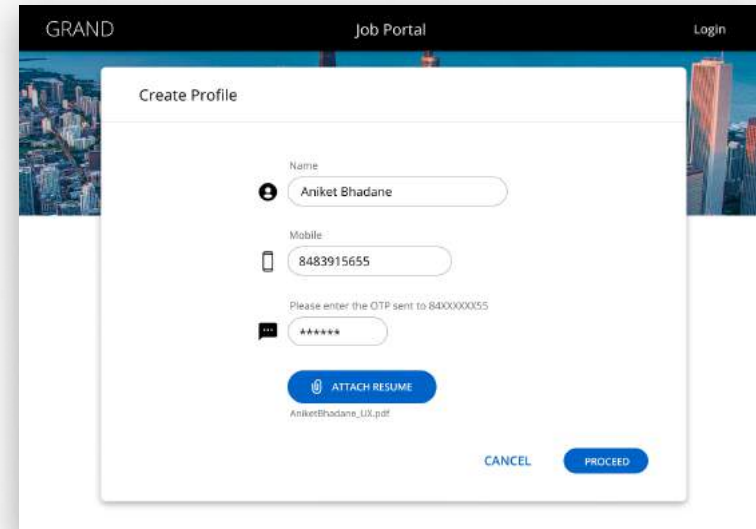 GRAND
Job Portal
Login
Create Profile
Name
Aniket Bhadane
Mobile
8483915655
Please enter the OTP sent to 84XXXXXX55
******
ATTACH RESUME
AniketBhadane_UX.pdf
CANCEL
PROCEED